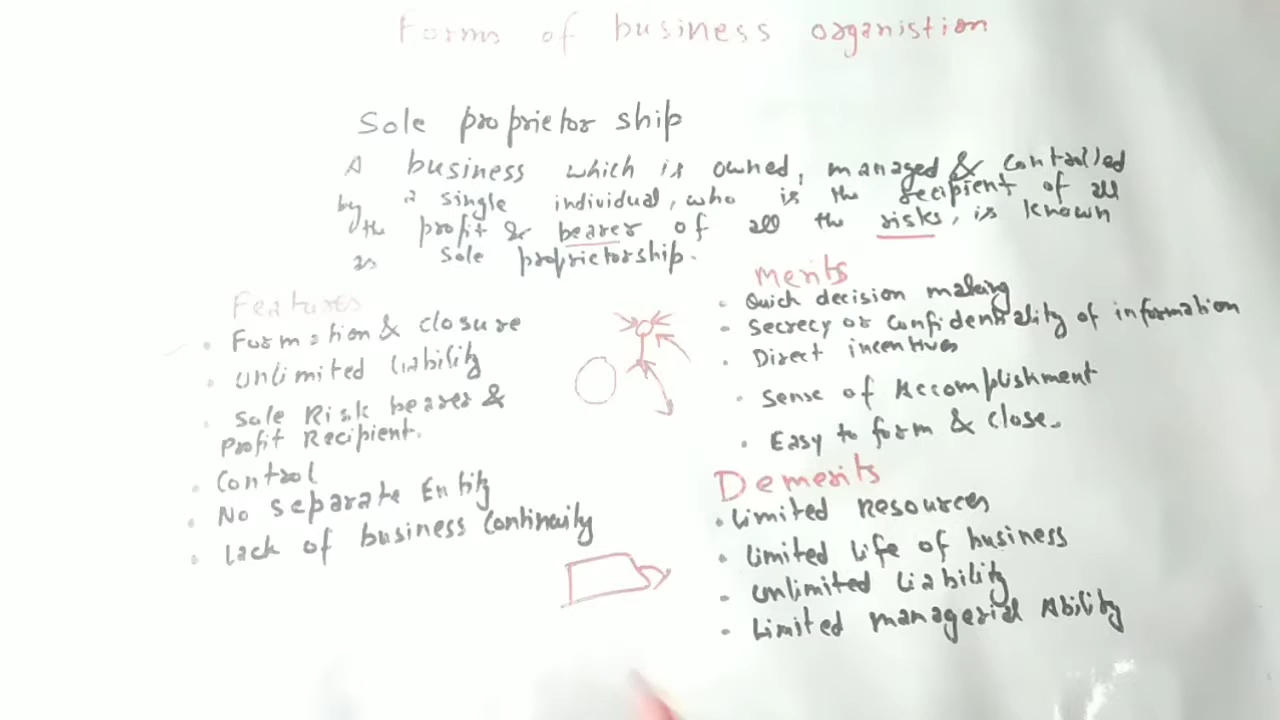 Forms of business organistion
Sole proprietor ship
A business which is owned, managed & controlled
by a single individual, who is the recipient of all
the profit & bearer of all the risks, is known
as sole proprietorship.
Features
• Formation & closure
• Unlimited Liability
• Sole Risk bearer &
Profit Recipient.
• Control
• No separate Entity
• Lack of business Continuity
Merits
• Quick decision making
• Secrecy or Confidentiality of information
• Direct incentives
• Sense of Accomplishment
• Easy to form & close.
Demerits
• Limited Resources
• Limited Life of business
• Unlimited Liability
• Limited managerial Ability